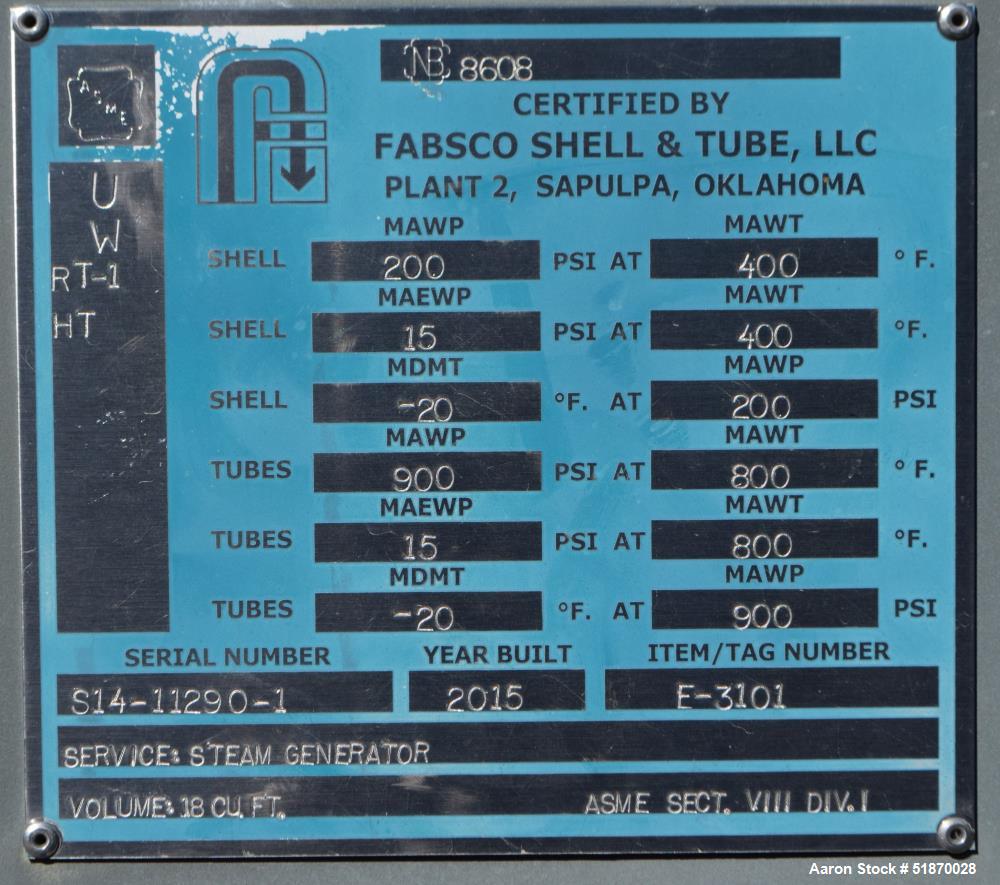 NB 8608
ASME
CERTIFIED BY
FABSCO SHELL & TUBE, LLC
PLANT 2, SAPULPA, OKLAHOMA
U
W
RT-1
HT
MAWP MAWT
SHELL 200 PSI AT 400 ° F.
MAEWP MAWT
SHELL 15 PSI AT 400 °F.
MDMT MAWP
SHELL -20 °F. AT 200 PSI
MAWP MAWT
TUBES 900 PSI AT 800 ° F.
MAEWP MAWT
TUBES 15 PSI AT 800 °F.
MDMT MAWP
TUBES -20 °F. AT 900 PSI
SERIAL NUMBER YEAR BUILT ITEM/TAG NUMBER
S14-11290-1 2015 E-3101
SERVICE: STEAM GENERATOR
VOLUME: 18 CU. FT. ASME SECT. VIII DIV. I
Aaron Stock # 51870028